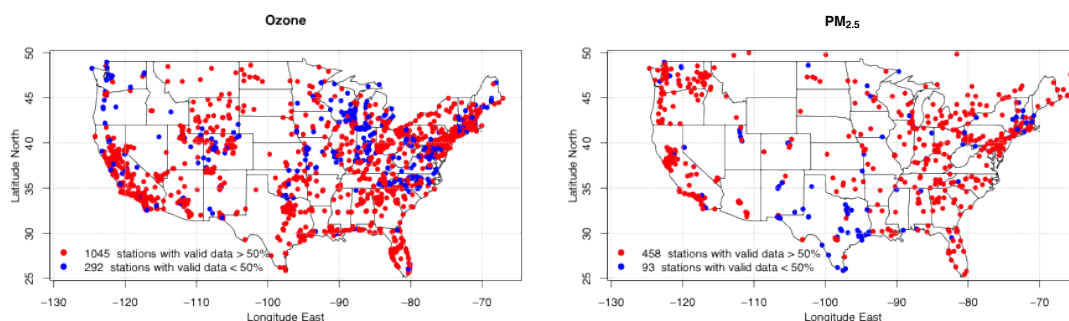 Ozone
50
45
40
35
30
25
Latitude North
1045 stations with valid data > 50%
292 stations with valid data < 50%
−130 −120 −110 −100 −90 −80 −70
Longitude East
PM2.5
50
45
40
35
30
25
Latitude North
458 stations with valid data > 50%
93 stations with valid data < 50%
−130 −120 −110 −100 −90 −80 −70
Longitude East